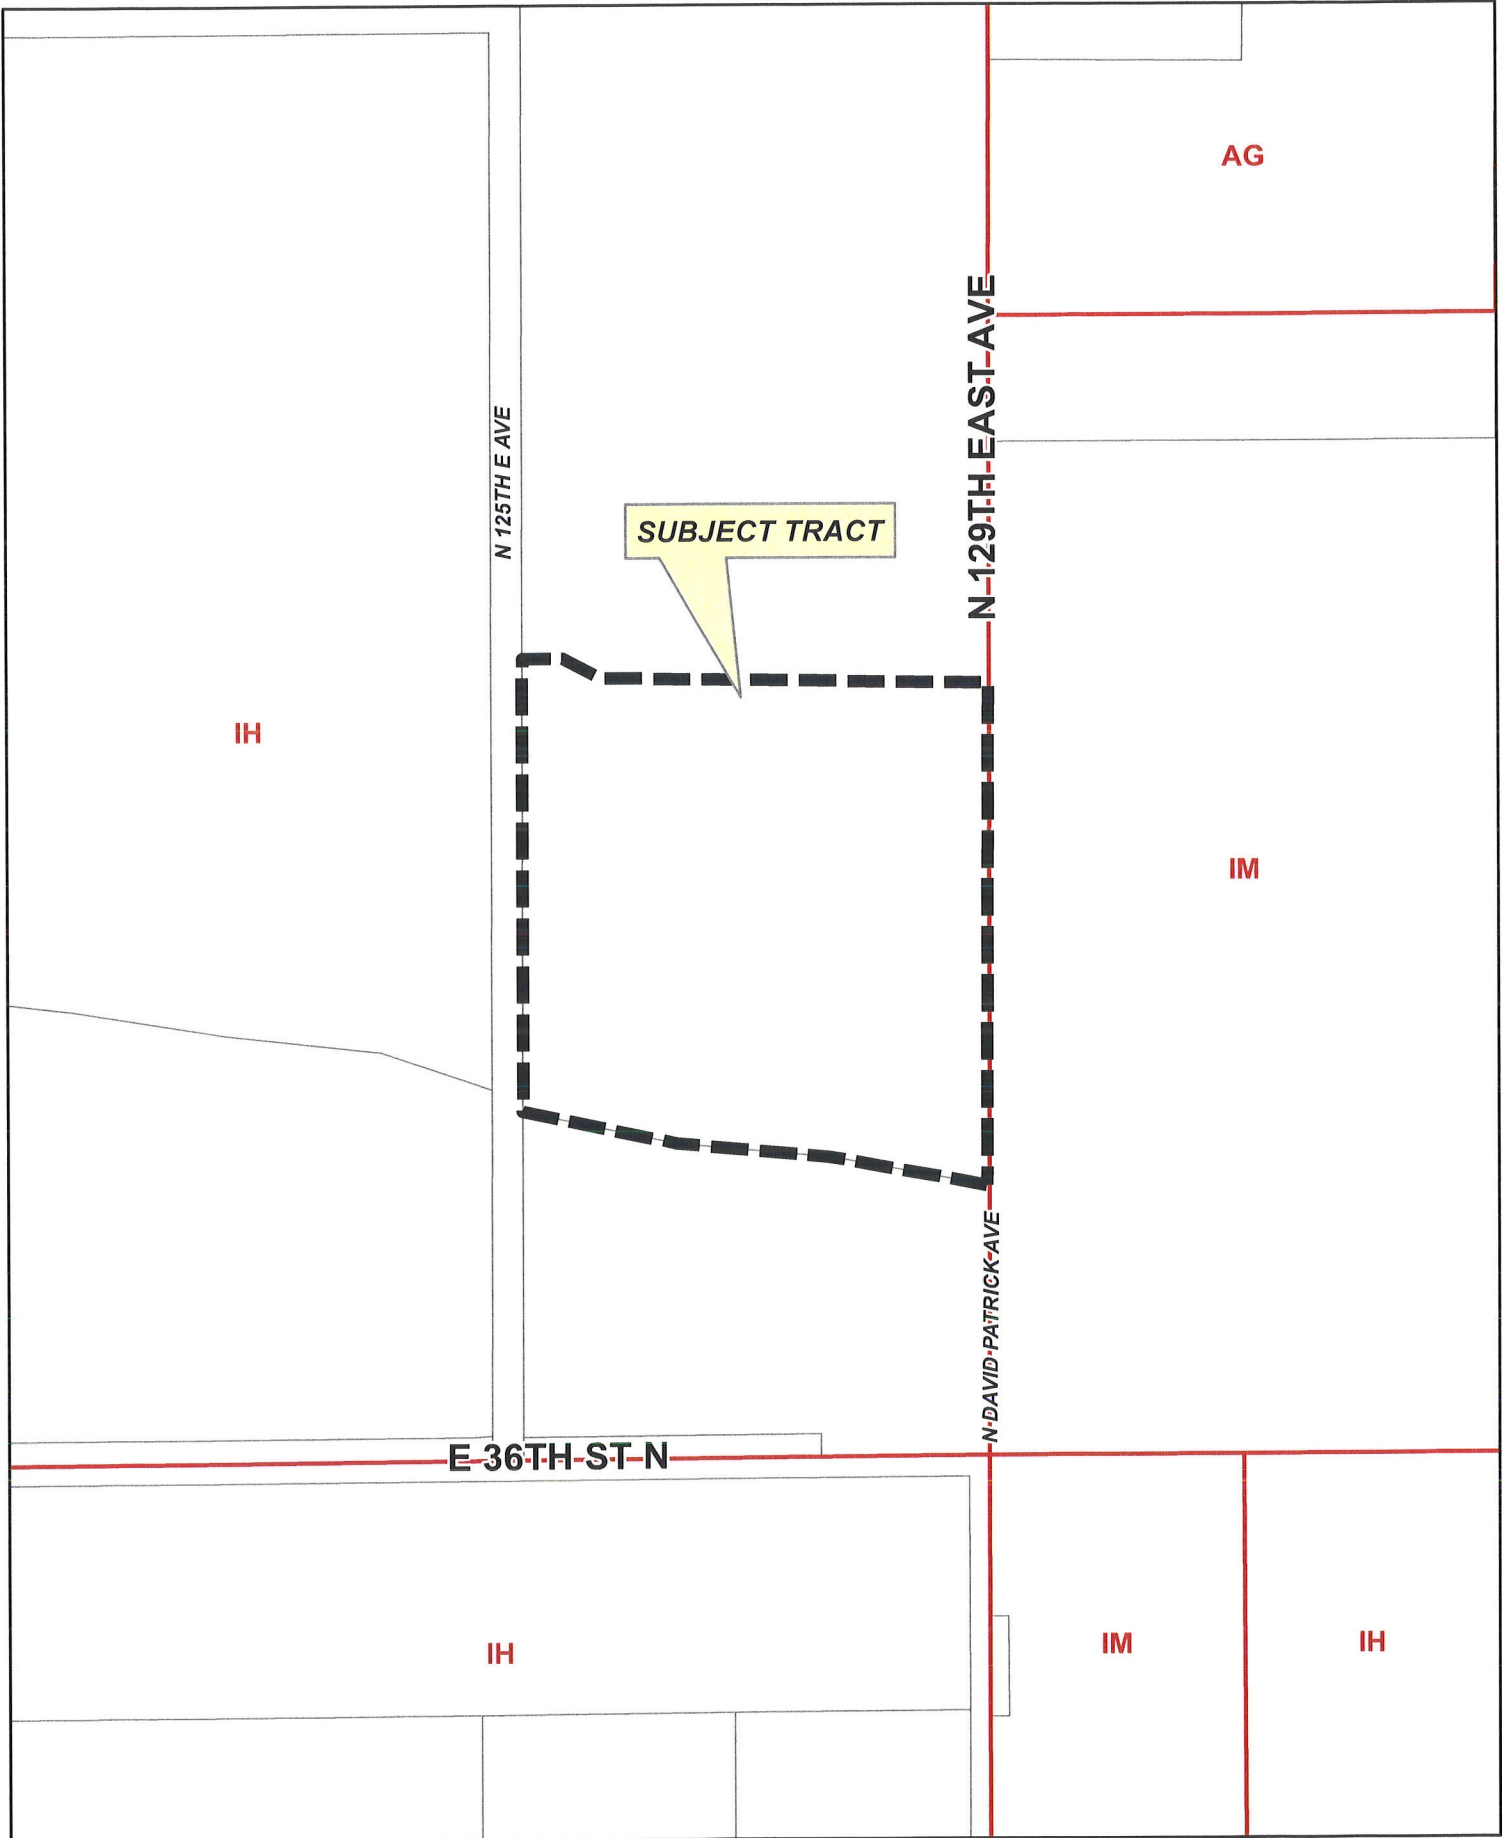 AG
N 129TH EAST AVE
N 125TH E AVE
SUBJECT TRACT
IH
IM
N DAVID PATRICK AVE
E 36TH ST N
IH
IM
IH